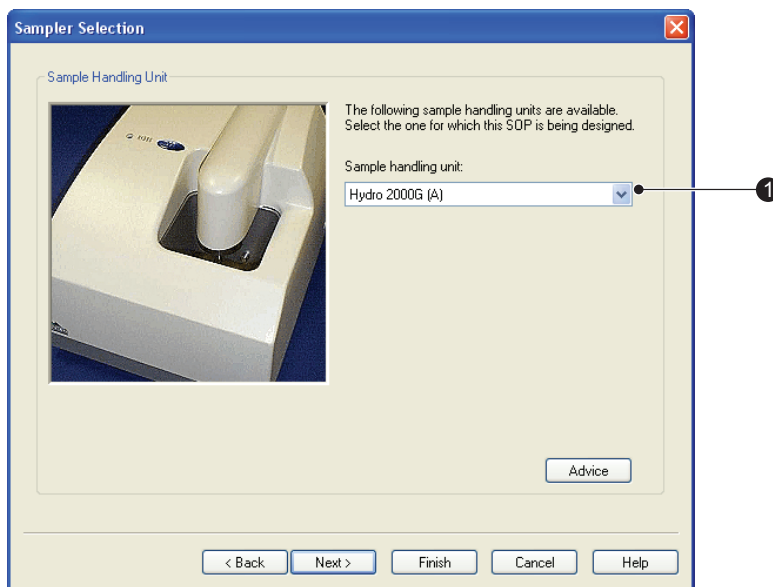 Sampler Selection
Sample Handling Unit
The following sample handling units are available.
Select the one for which this SOP is being designed.
Sample handling unit:
Hydro 2000G (A)
1
Advice
< Back
Next >
Finish
Cancel
Help